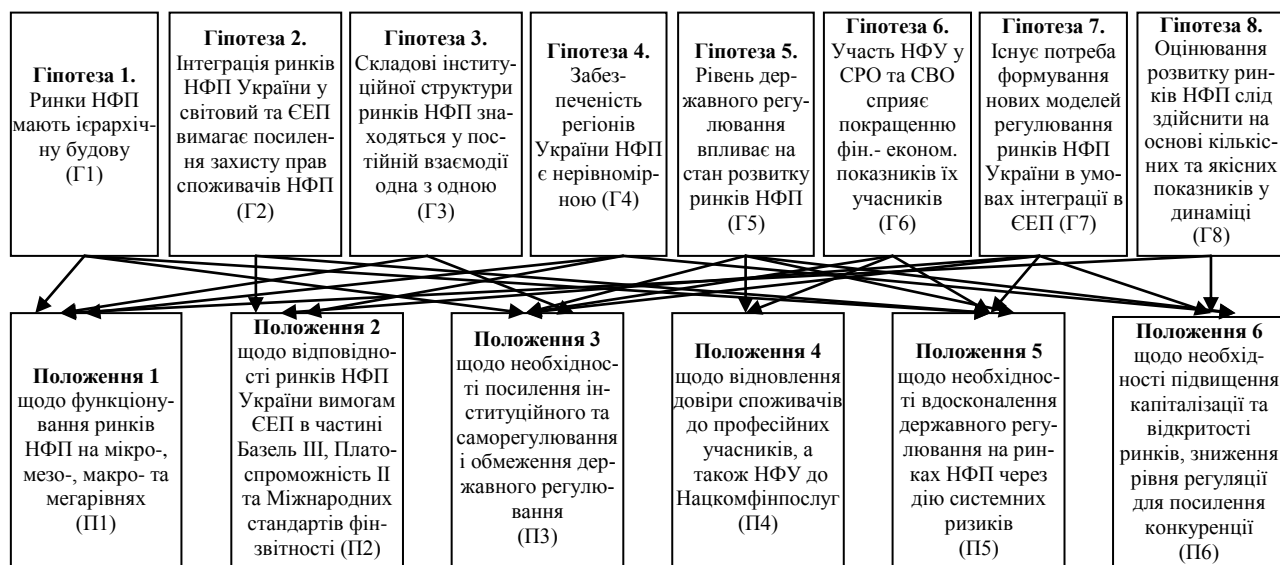 Гіпотеза 1.
Ринки НФП
мають ієрархіч-
ну будову
(Г1)
Гіпотеза 2.
Інтеграція ринків
НФП України у
світовий та ЄЕП
вимагає посилен-
ня захисту прав
споживачів НФП
(Г2)
Гіпотеза 3.
Складові інститу-
ційної структури
ринків НФП зна-
ходяться у пос-
тійній взаємодії
одна з одною
(Г3)
Гіпотеза 4.
Забез-
печеність
регіонів
України НФП
є нерівномір-
ною (Г4)
Гіпотеза 5.
Рівень дер-
жавного регу-
лювання
впливає на
стан розвитку
ринків НФП
(Г5)
Гіпотеза 6.
Участь НФУ у
СРО та СВО
сприяє
покращенню
фін.- економ.
показників їх
учасників
(Г6)
Гіпотеза 7.
Існує потреба
формування
нових моделей
регулювання
ринків НФП
України в умо-
вах інтеграції в
ЄЕП (Г7)
Гіпотеза 8.
Оцінювання
розвитку рин-
ків НФП слід
здійснити на
основі кількіс-
них та якісних
показників у
динаміці
(Г8)
Положення 1
щодо функціону-
вання ринків
НФП на мікро-,
мезо-, макро- та
мегарівнях
(П1)
Положення 2
щодо відповідно-
сті ринків НФП
України вимогам
ЄЕП в частині
Базель ІІІ, Плато-
спроможність ІІ
та Міжнародних
стандартів фін-
звітності (П2)
Положення 3
щодо необхіднос-
ті посилення ін-
ституційного та
саморегулювання
і обмеження дер-
жавного регулю-
вання
(П3)
Положення 4
щодо відновлення
довіри споживачів
до професійних
учасників, а
також НФУ до
Нацкомфінпослуг
(П4)
Положення 5
щодо необхіднос-
ті вдосконалення
державного регу-
лювання на рин-
ках НФП через
дію системних
ризиків
(П5)
Положення 6
щодо необхід-
ності підвищення
капіталізації та
відкритості
ринків, зниження
рівня регуляції
для посилення
конкуренції
(П6)